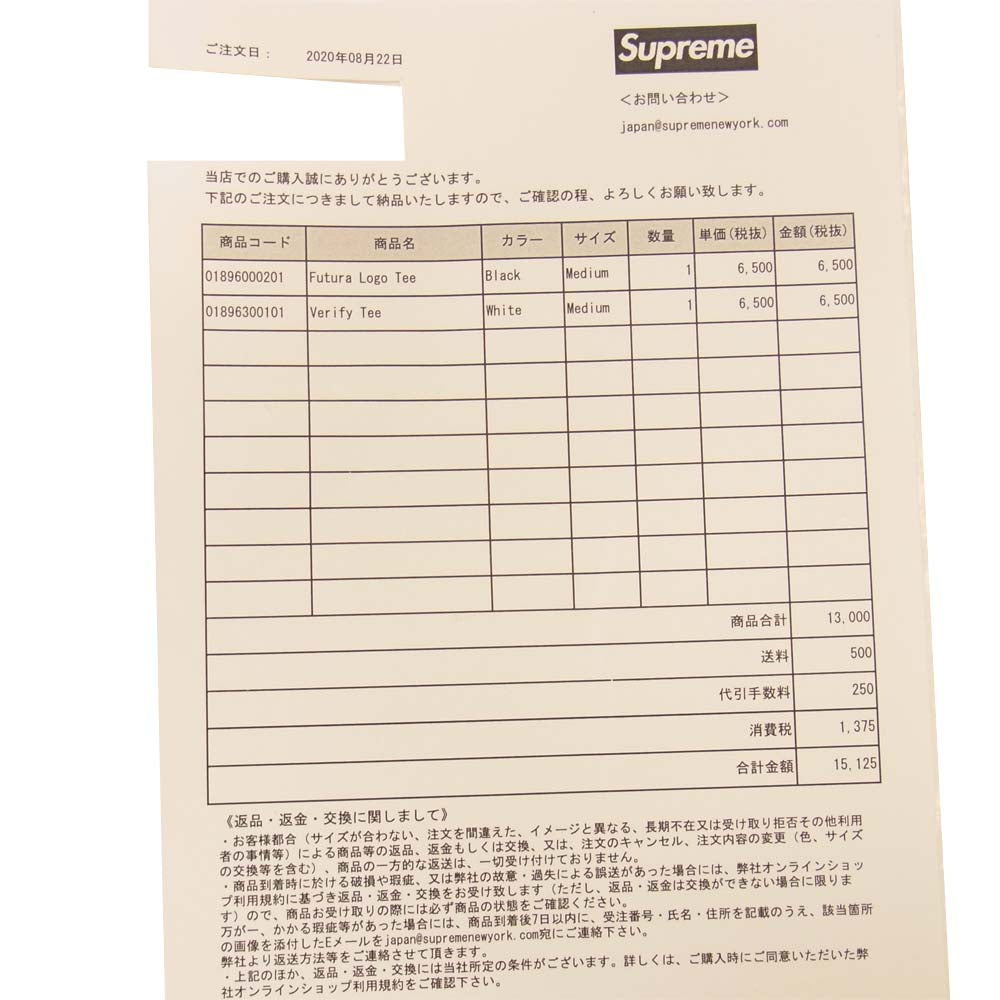 ご注文日： 2020年08月22日
Supreme
＜お問い合わせ＞
japan@supremenewyork.com
当店でのご購入誠にありがとうございます。
下記のご注文につきまして納品いたしますので、ご確認の程、よろしくお願い致します。
商品コード 商品名 カラー サイズ 数量 単価(税抜) 金額(税抜)
01896000201 Futura Logo Tee Black Medium 1 6,500 6,500
01896300101 Verify Tee White Medium 1 6,500 6,500
商品合計 13,000
送料 500
代引手数料 250
消費税 1,375
合計金額 15,125
《返品・返金・交換に関しまして》
・お客様都合（サイズが合わない、注文を間違えた、イメージと異なる、長期不在又は受け取り拒否その他利用
者の事情等）による商品等の返品、返金もしくは交換、又は、注文のキャンセル、注文内容の変更（色、サイズ
の交換等を含む）、商品の一方的な返送は、一切受け付けておりません。
・商品到着時に於ける破損や瑕疵、又は弊社の故意・過失による誤送があった場合には、弊社オンラインショッ
プ利用規約に基づき返品・返金・交換をお受け致します（ただし、返品・返金は交換ができない場合に限りま
す）ので、商品お受け取りの際には必ず商品の状態をご確認ください。
万が一、かかる瑕疵等があった場合には、商品到着後7日以内に、受注番号・氏名・住所を記載のうえ、該当箇所
の画像を添付したEメールをjapan@supremenewyork.com宛にご連絡下さい。
弊社より返送方法等をご連絡させて頂きます。
・上記のほか、返品・返金・交換には当社所定の条件がございます。詳しくは、ご購入時にご同意いただいた弊
社オンラインショップ利用規約をご確認下さい。